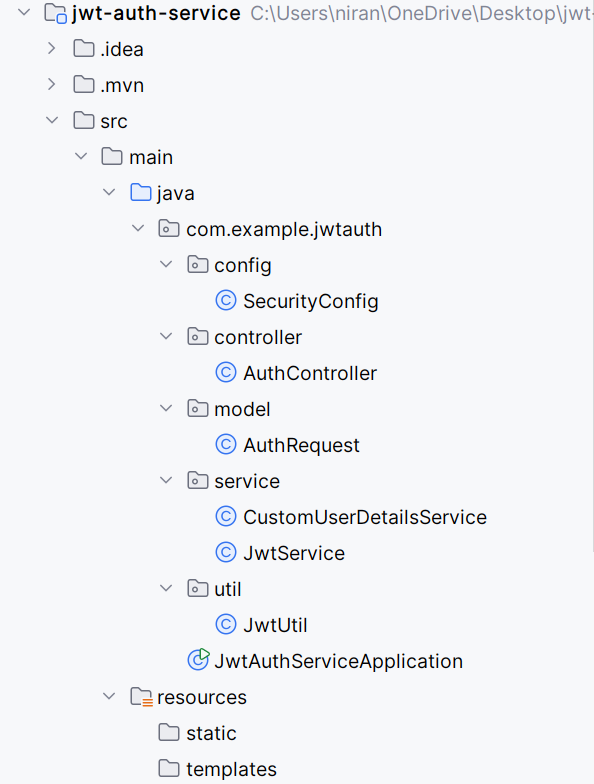 jwt-auth-service C:\Users\niran\OneDrive\Desktop\jwt-
.idea
.mvn
src
main
java
com.example.jwtauth
config
SecurityConfig
controller
AuthController
model
AuthRequest
service
CustomUserDetailsService
JwtService
util
JwtUtil
JwtAuthServiceApplication
resources
static
templates